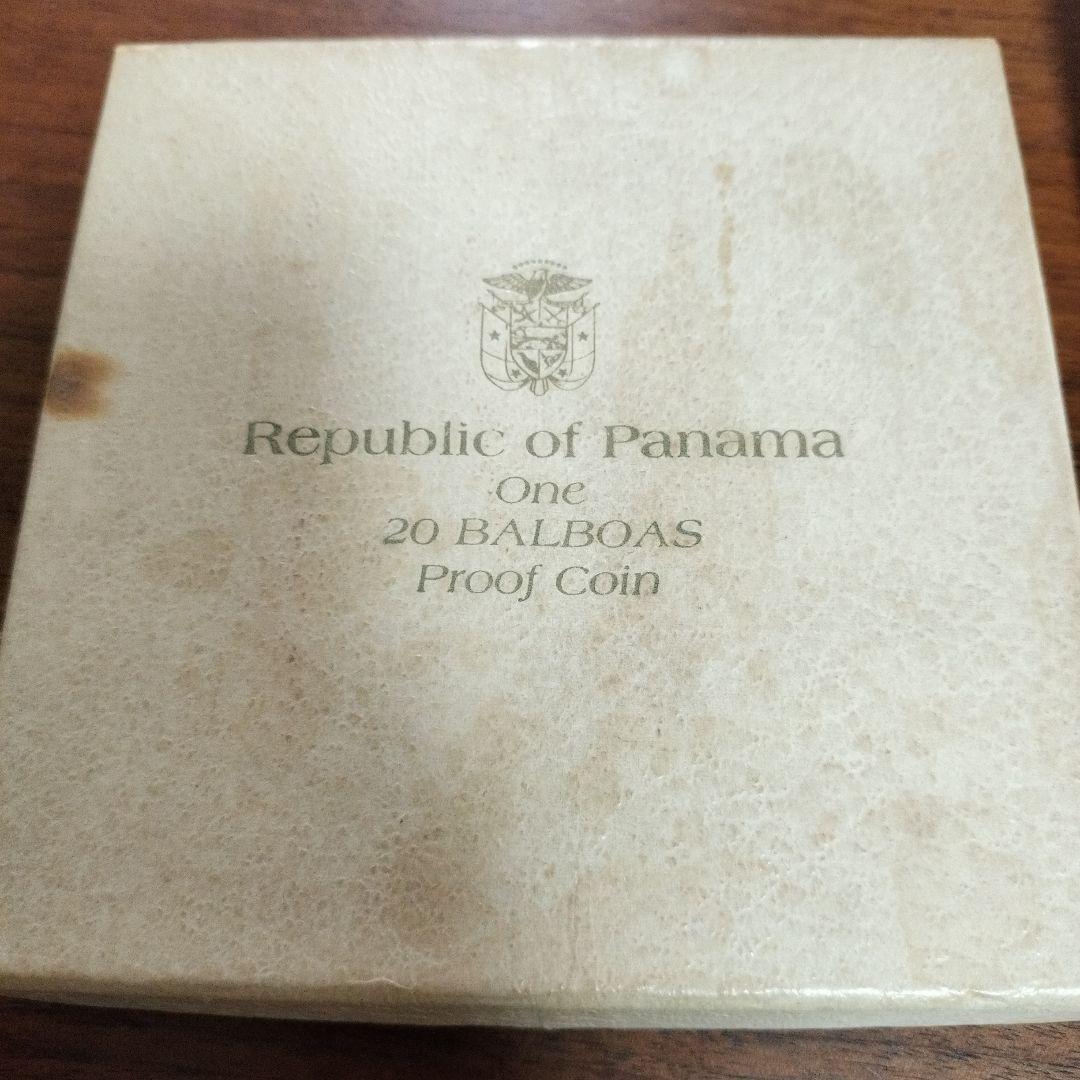 Republic of Panama
One
20 BALBOAS
Proof Coin